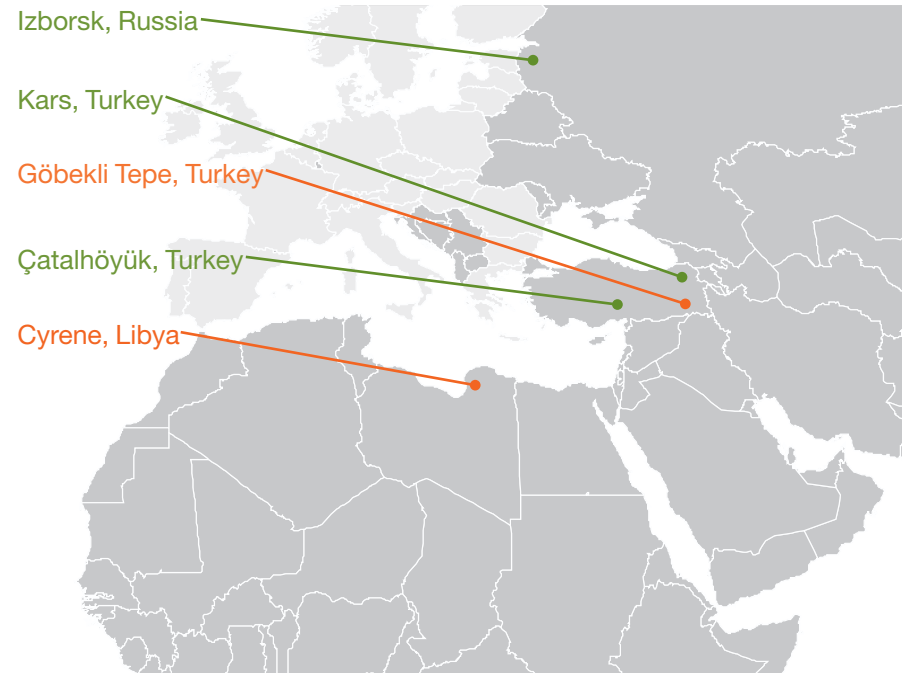 Izborsk, Russia
Kars, Turkey
Göbekli Tepe, Turkey
Çatalhöyük, Turkey
Cyrene, Libya